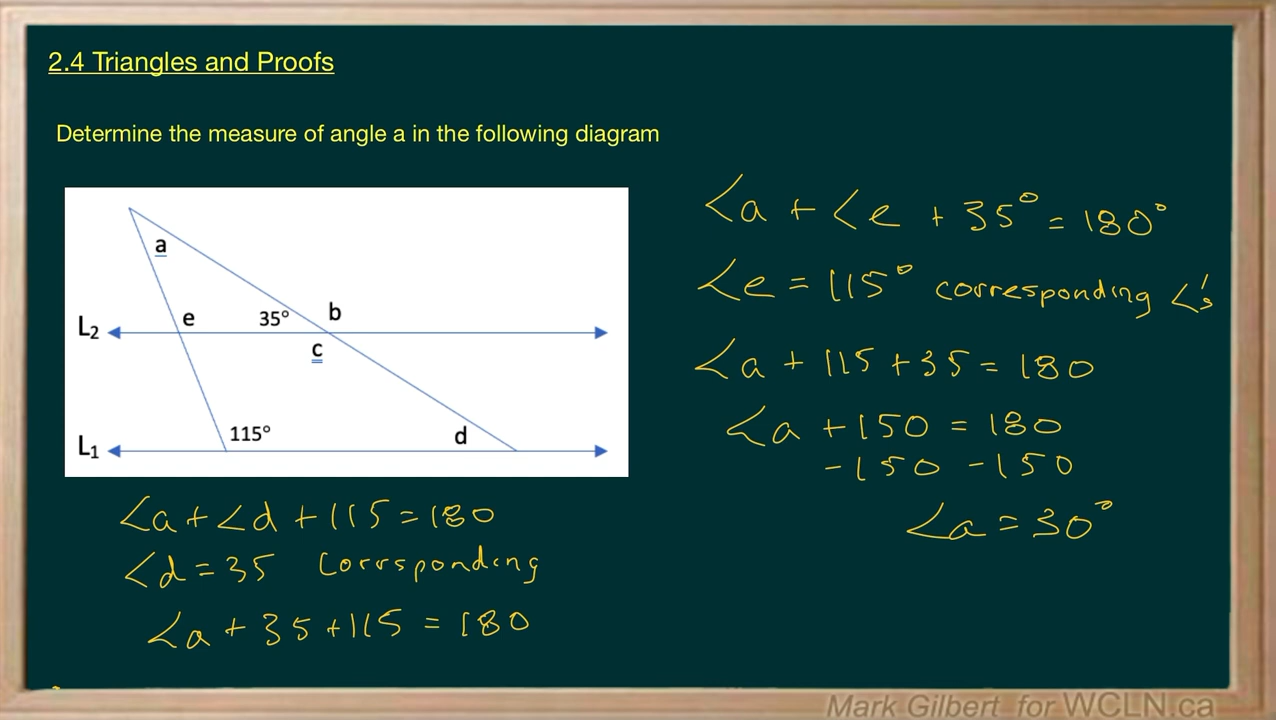 2.4 Triangles and Proofs
Determine the measure of angle a in the following diagram
a
e
35°
b
L₂
c
115°
d
L₁
∠a + ∠e + 35° = 180°
∠e = 115° corresponding ∠'s
∠a + 115 + 35 = 180
∠a + 150 = 180
-150 -150
∠a = 30°
∠a + ∠d + 115 = 180
∠d = 35 Corrsponding
∠a + 35 + 115 = 180
Mark Gilbert for WCLN.ca